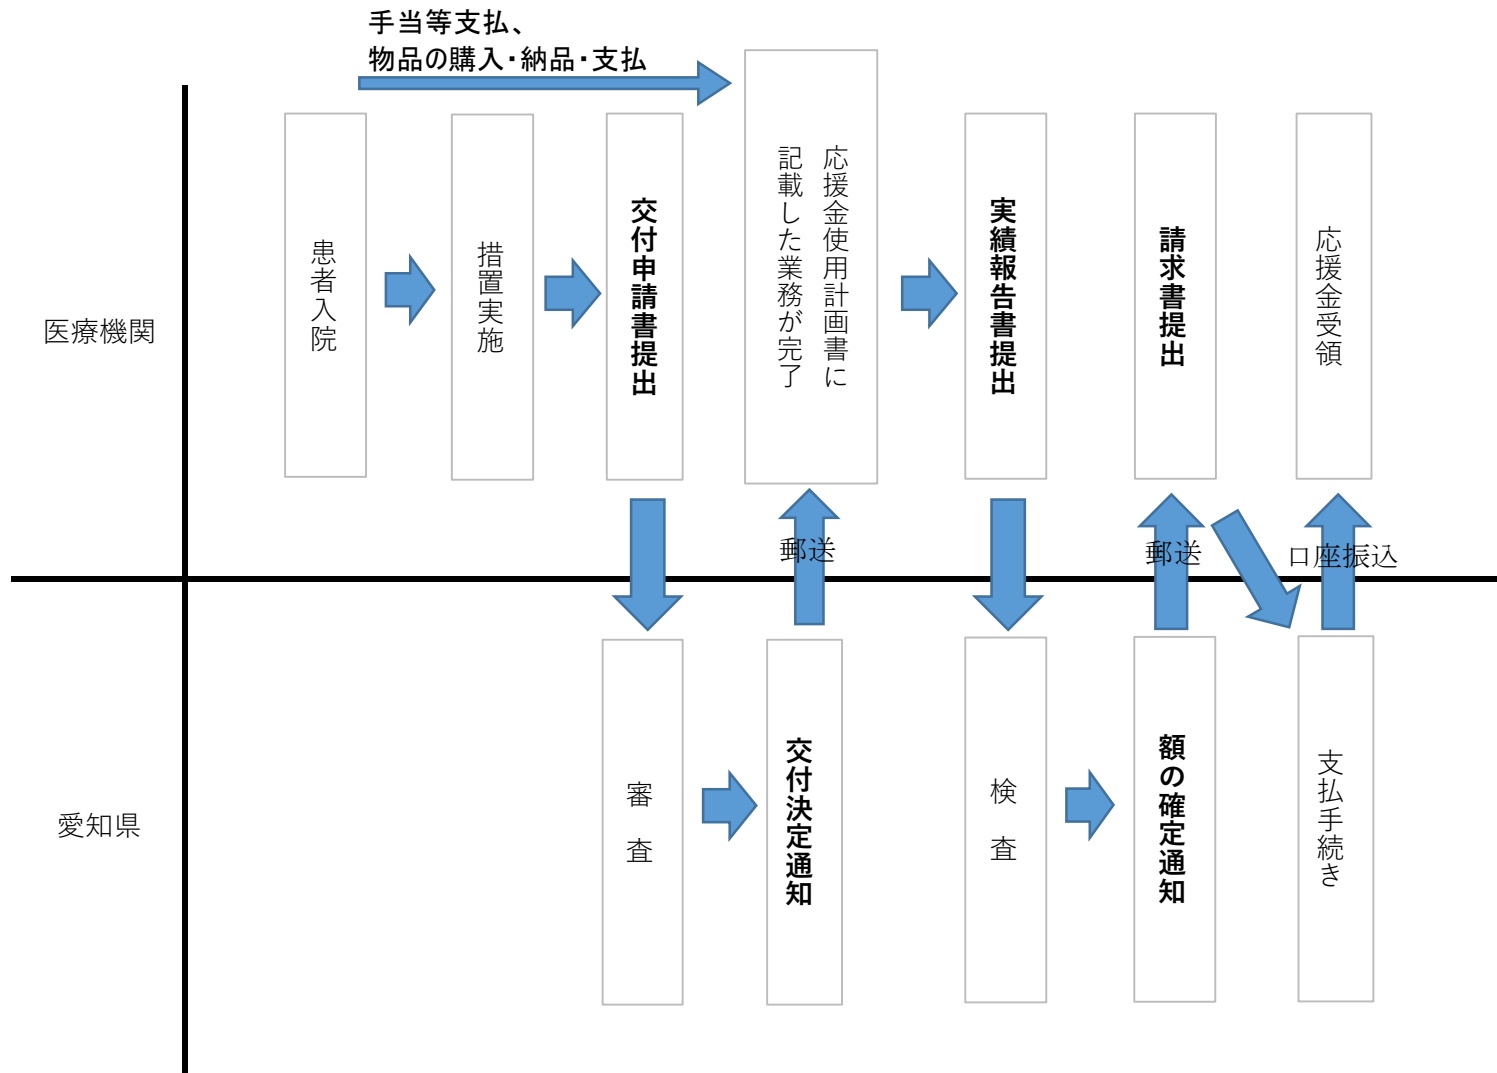 手当等支払、
物品の購入・納品・支払
医療機関
患者入院
措置実施
交付申請書提出
応援金使用計画書に
記載した業務が完了
実績報告書提出
請求書提出
応援金受領
郵送
郵送
口座振込
愛知県
審　査
交付決定通知
検　査
額の確定通知
支払手続き